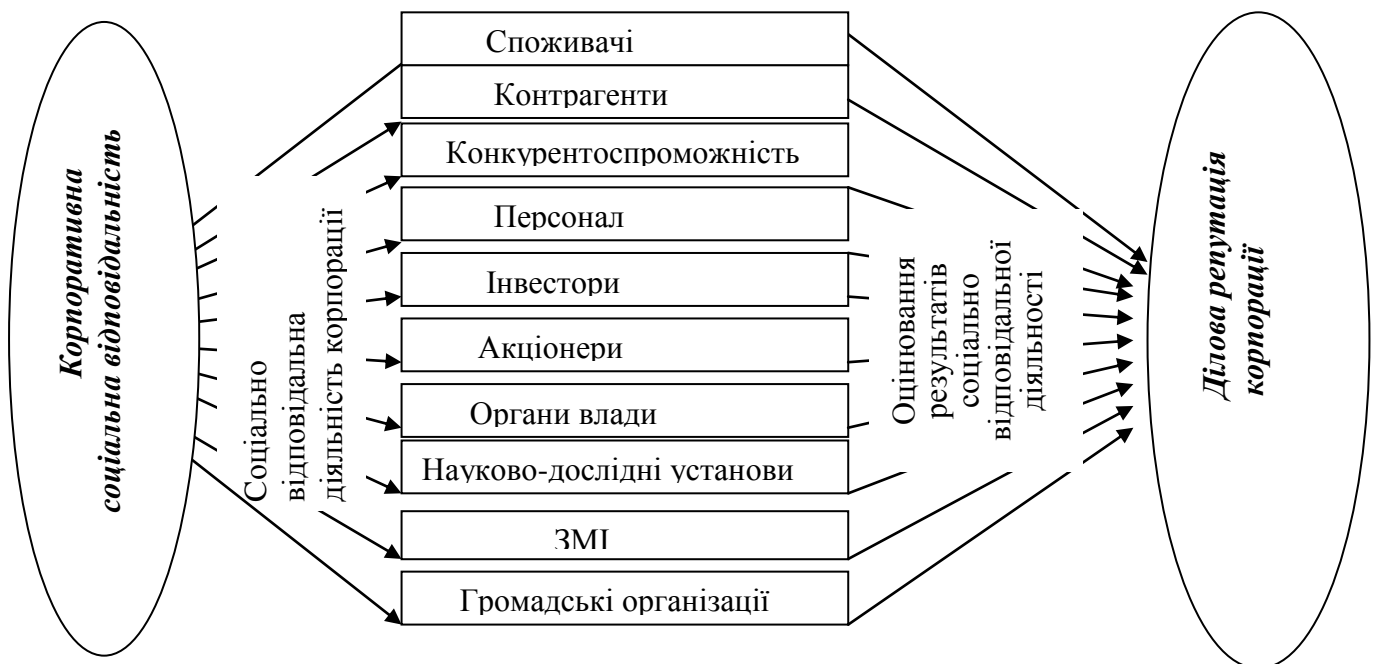 Корпоративна
соціальна відповідальність
Соціально
відповідальна
діяльність корпорації
Споживачі
Контрагенти
Конкурентоспроможність
Персонал
Інвестори
Акціонери
Органи влади
Науково-дослідні установи
ЗМІ
Громадські організації
Оцінювання
результатів
соціально
відповідальної
діяльності
Ділова репутація
корпорації